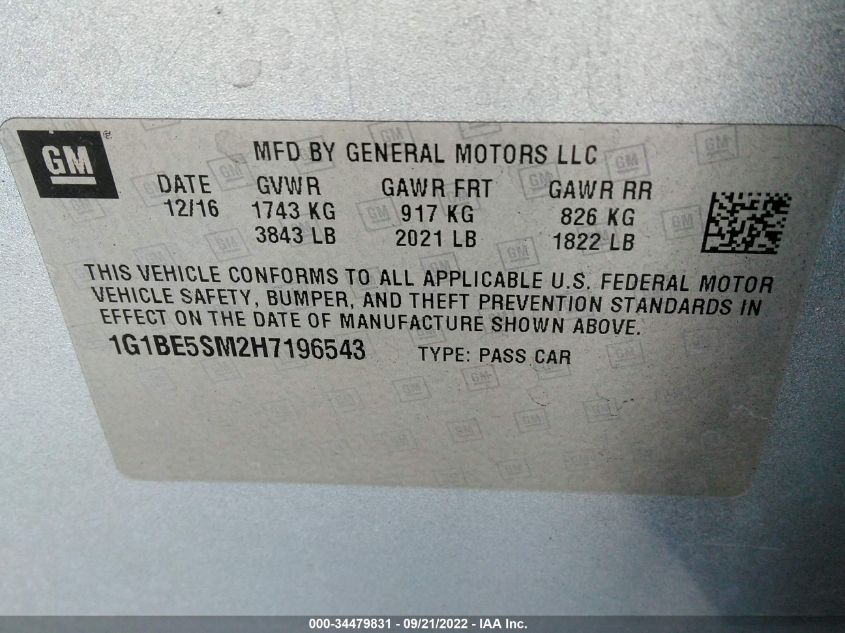 GM ®
MFD BY GENERAL MOTORS LLC
DATE GVWR GAWR FRT GAWR RR
12/16 1743 KG 917 KG 826 KG
3843 LB 2021 LB 1822 LB
THIS VEHICLE CONFORMS TO ALL APPLICABLE U.S. FEDERAL MOTOR
VEHICLE SAFETY, BUMPER, AND THEFT PREVENTION STANDARDS IN
EFFECT ON THE DATE OF MANUFACTURE SHOWN ABOVE.
1G1BE5SM2H7196543 TYPE: PASS CAR
000-34479831 - 09/21/2022 - IAA Inc.